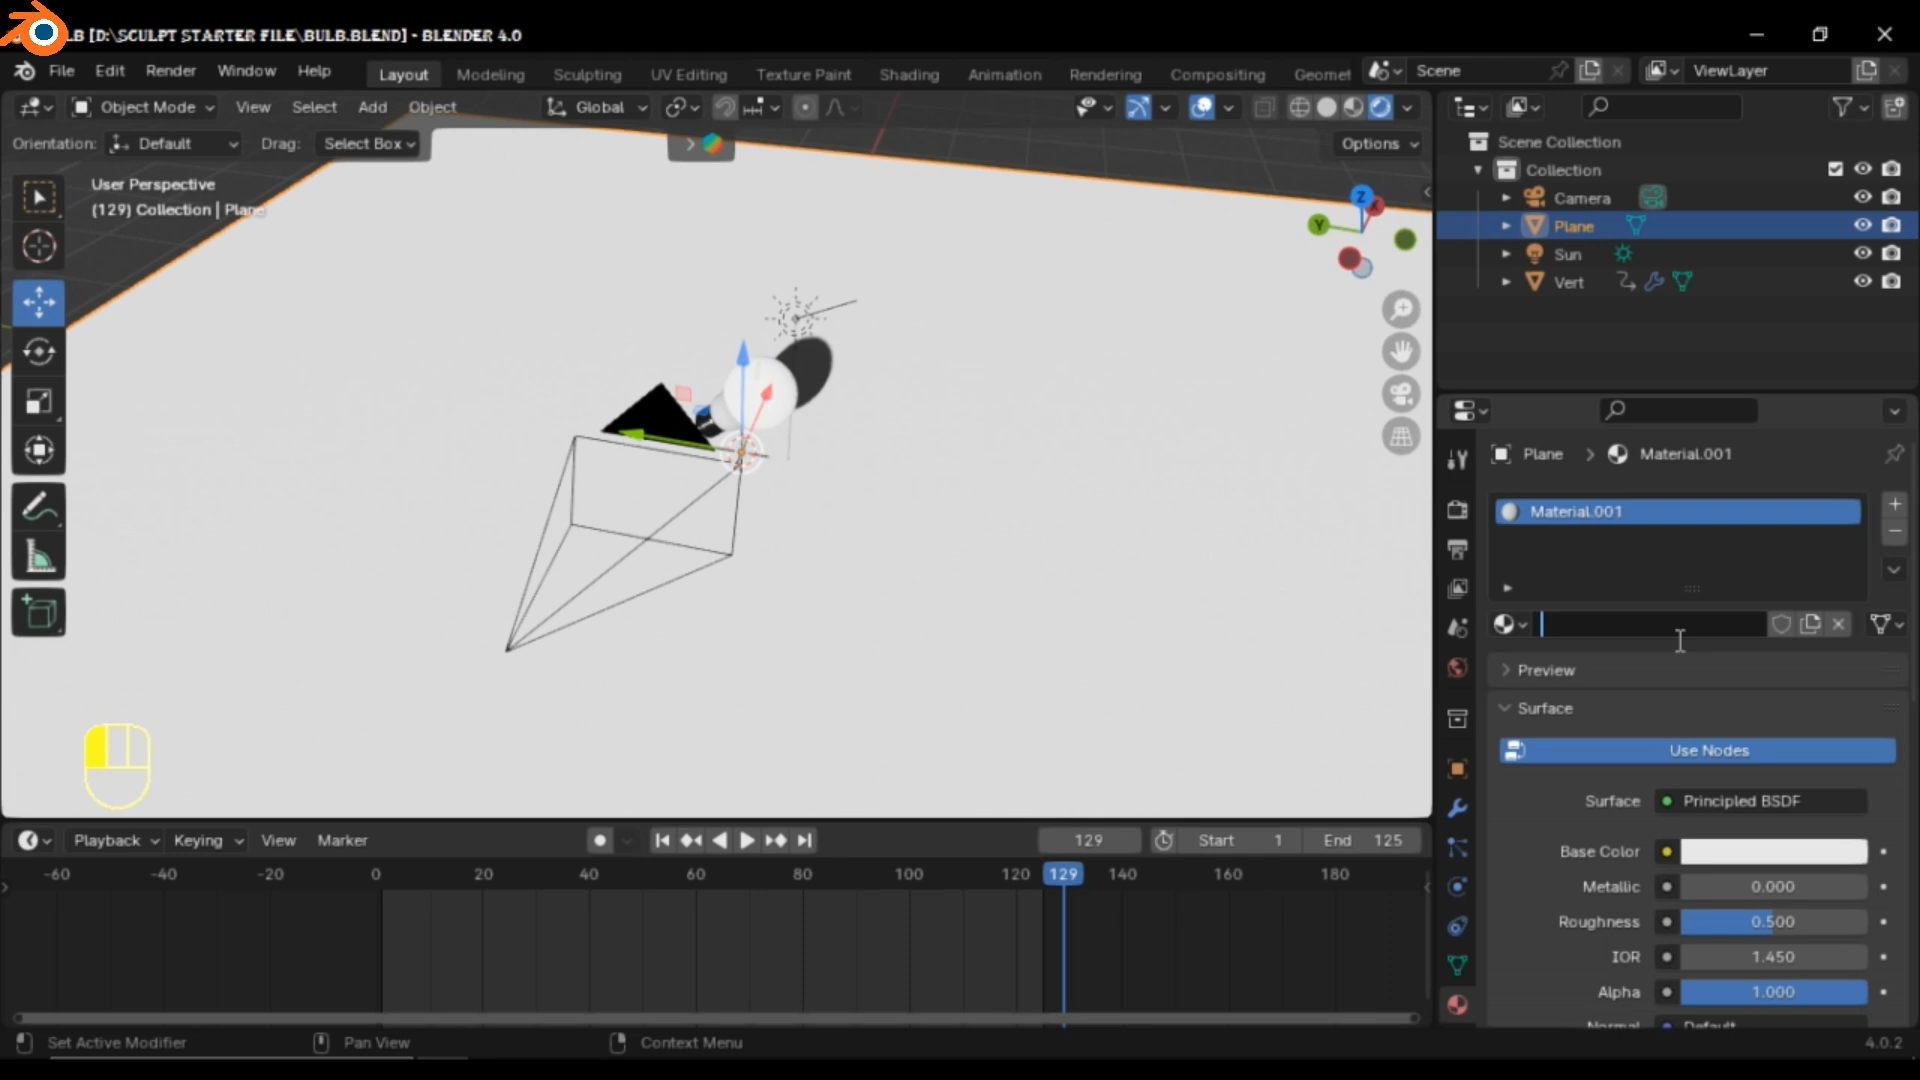 LB [D:\SCULPT STARTER FILE\BULB.BLEND] - BLENDER 4.0
File Edit Render Window Help Layout Modeling Sculpting UV Editing Texture Paint Shading Animation Rendering Compositing Geomet Scene ViewLayer
Object Mode View Select Add Object Global
Orientation: Default Drag: Select Box Options
User Perspective
(129) Collection | Plane
Z
X
Y
Scene Collection
Collection
Camera
Plane
Sun
Vert
Plane > Material.001
Material.001
Preview
Surface
Use Nodes
Surface Principled BSDF
Base Color
Metallic 0.000
Roughness 0.500
IOR 1.450
Alpha 1.000
Normal Default
Playback Keying View Marker 129 Start 1 End 125
-60 -40 -20 0 20 40 60 80 100 120 129 140 160 180
Set Active Modifier Pan View Context Menu 4.0.2